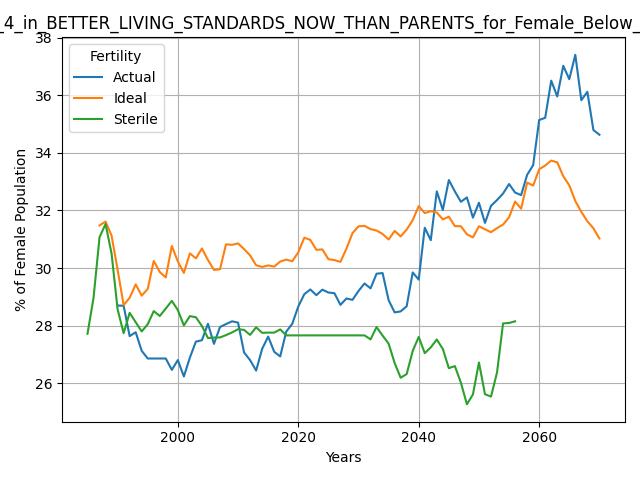 _4_in_BETTER_LIVING_STANDARDS_NOW_THAN_PARENTS_for_Female_Below_
38
36
34
32
30
28
26
% of Female Population
Fertility
Actual
Ideal
Sterile
2000
2020
2040
2060
Years